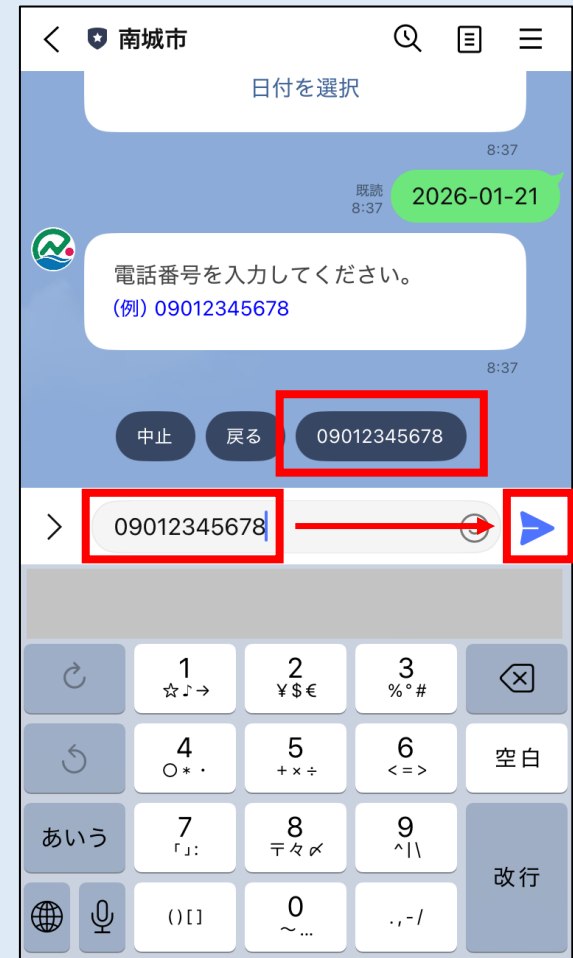 南城市
日付を選択
8:37
既読
8:37
2026-01-21
電話番号を入力してください。
(例) 09012345678
8:37
中止
戻る
09012345678
09012345678
1
☆♪→
2
¥$€
3
%°#
4
○*・
5
+×÷
6
<=>
空白
あいう
7
「」:
8
〒々〆
9
^|\
改行
()[]
0
~…
.,-/